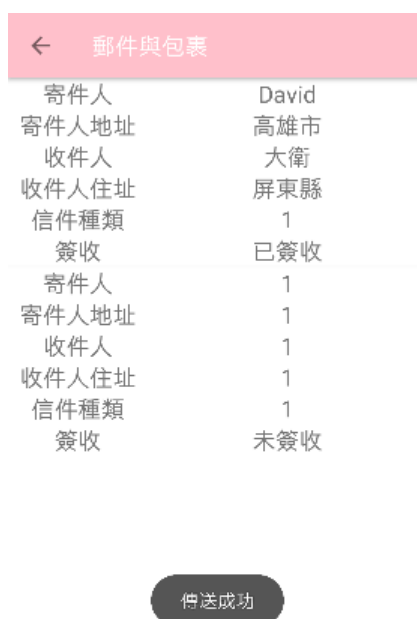 郵件與包裹
寄件人 David
寄件人地址 高雄市
收件人 大衛
收件人住址 屏東縣
信件種類 1
簽收 已簽收
寄件人 1
寄件人地址 1
收件人 1
收件人住址 1
信件種類 1
簽收 未簽收
傳送成功